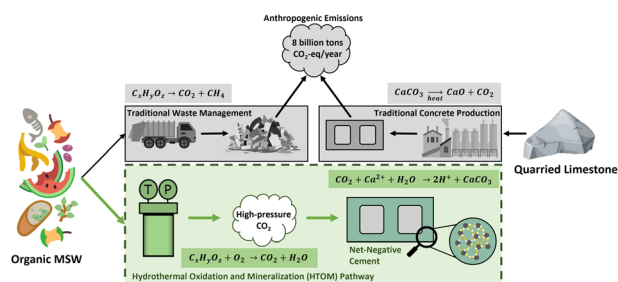 Anthropogenic Emissions
8 billion tons
CO₂-eq/year
CₓHᵧO_z → CO₂ + CH₄
CaCO₃ →heat CaO + CO₂
Traditional Waste Management
Traditional Concrete Production
Organic MSW
Quarried Limestone
CO₂ + Ca²⁺ + H₂O → 2H⁺ + CaCO₃
T P
High-pressure
CO₂
CₓHᵧO_z + O₂ → CO₂ + H₂O
Net-Negative
Cement
Hydrothermal Oxidation and Mineralization (HTOM) Pathway